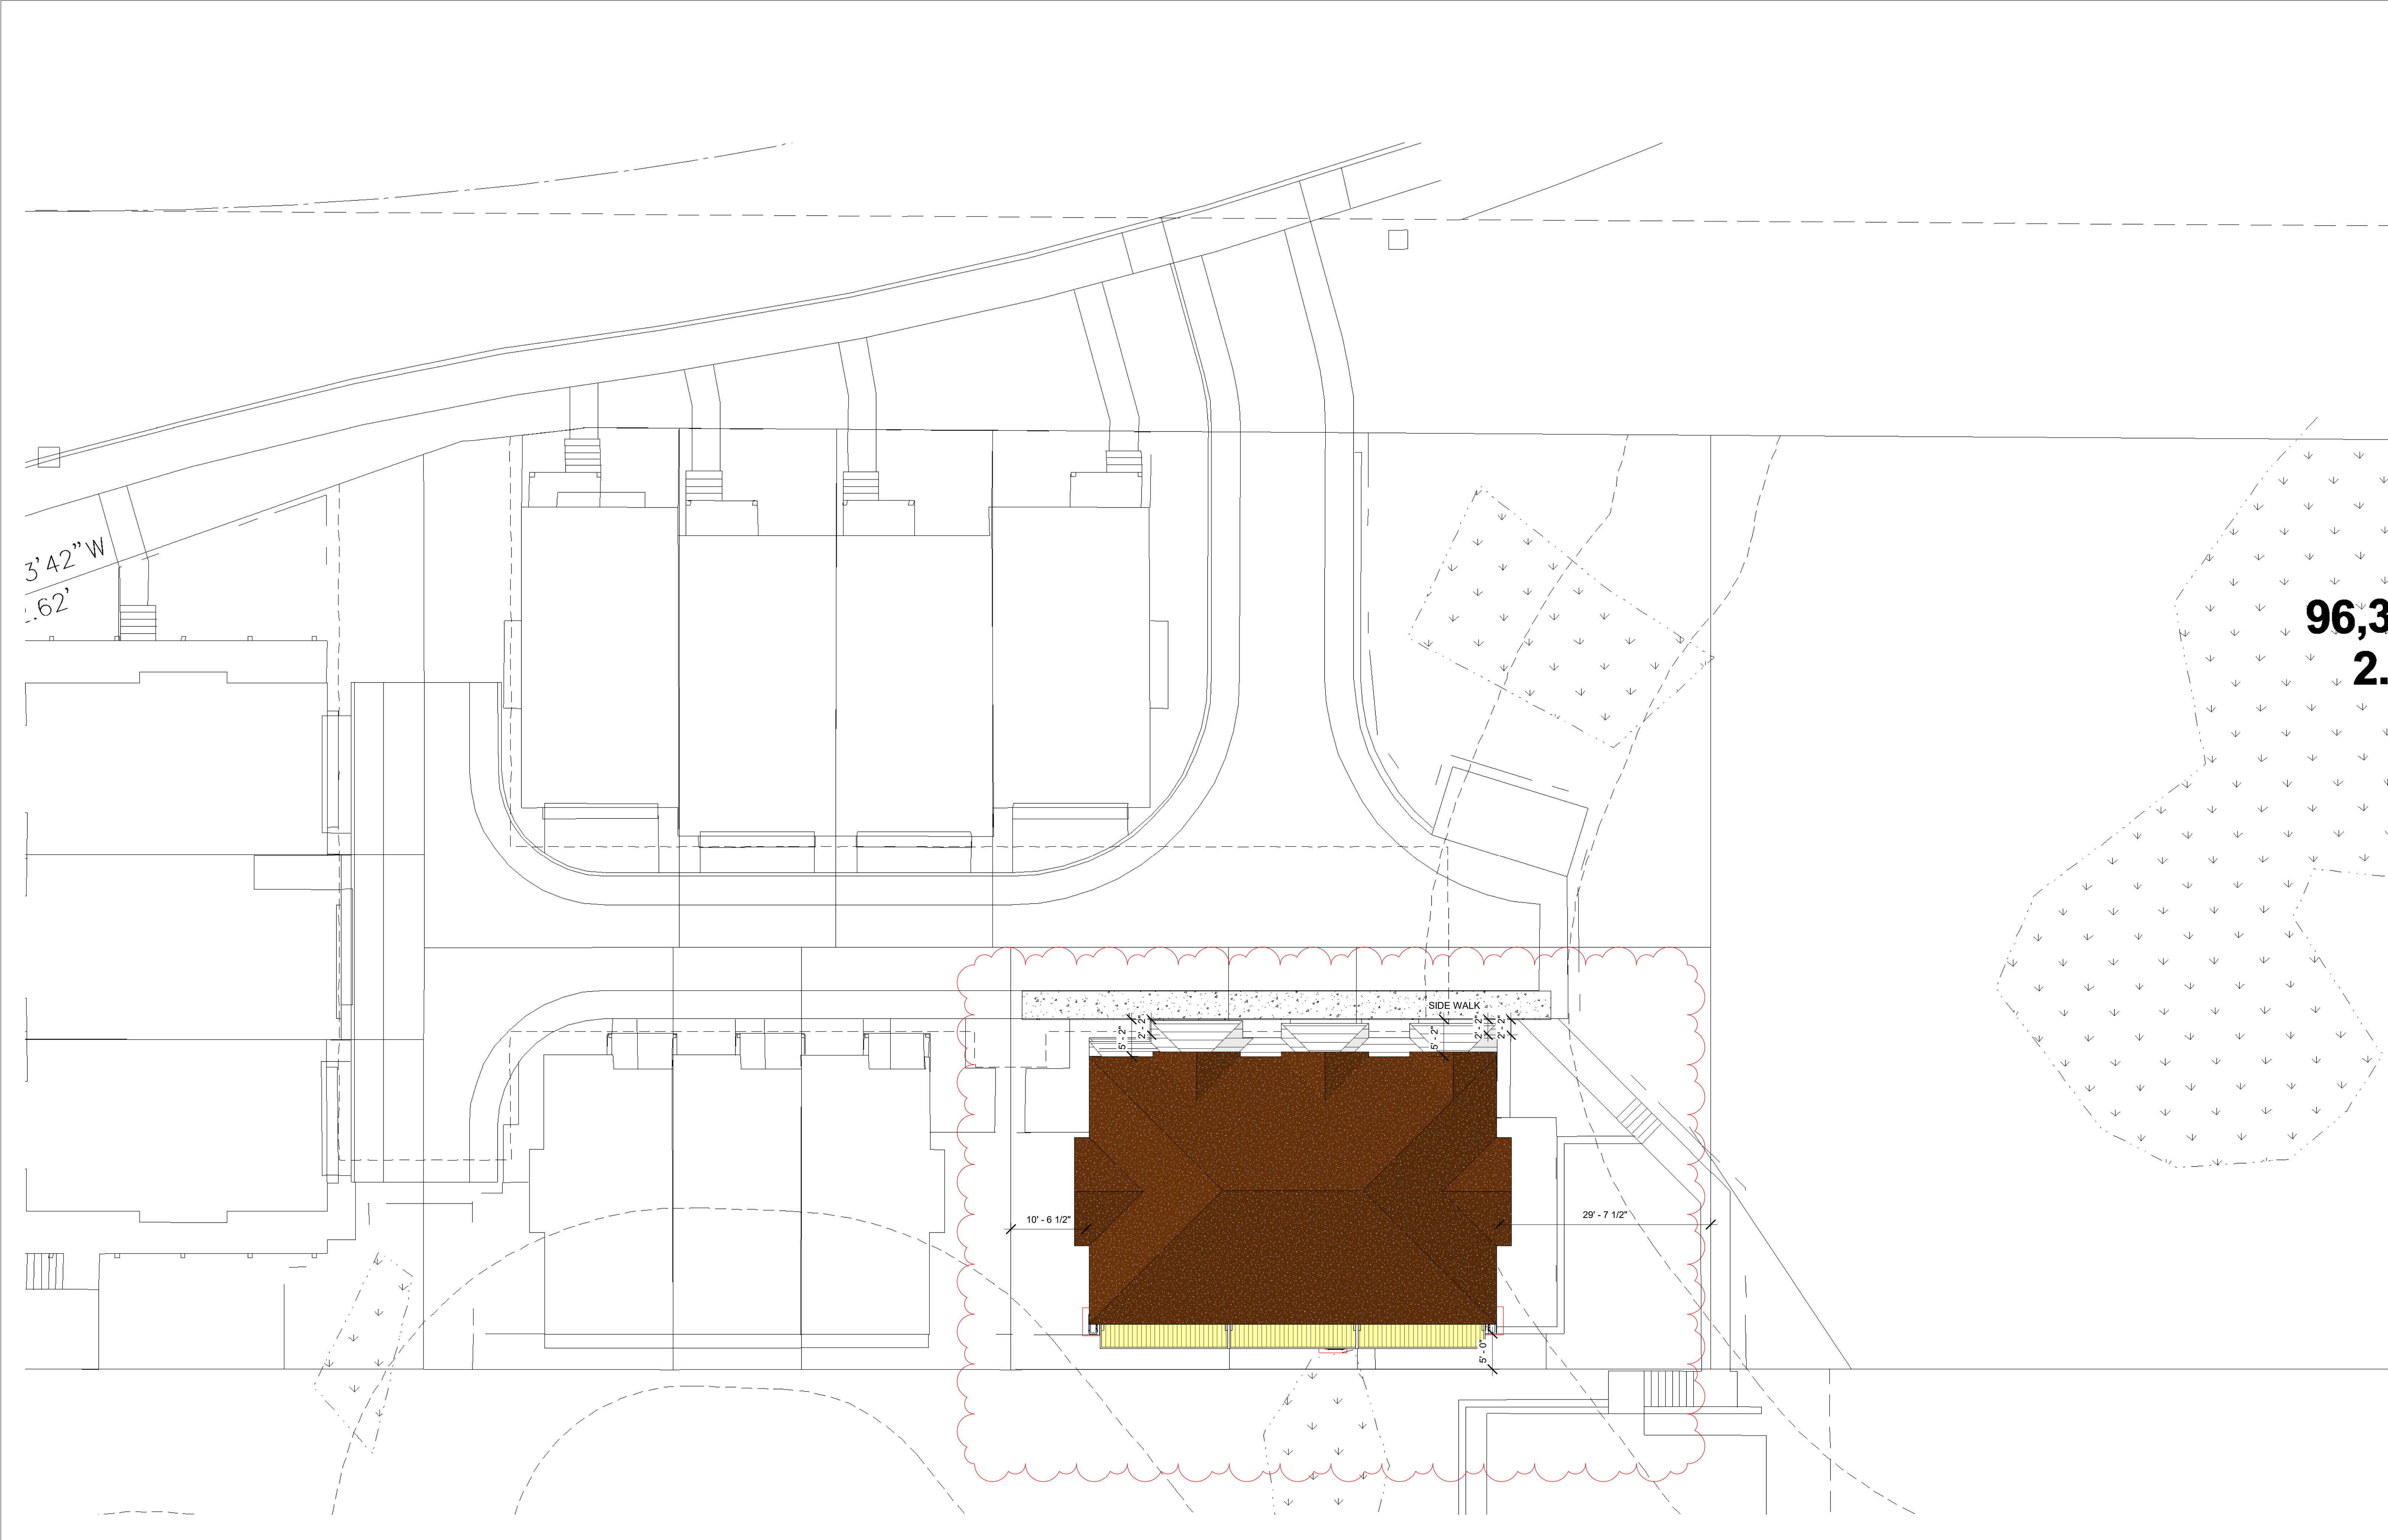 3'42"W
.62'
96,3
2.
SIDE WALK
5' - 2"
2' - 2"
5' - 2"
2' - 2"
2' - 2"
10' - 6 1/2"
29' - 7 1/2"
5' - 0"